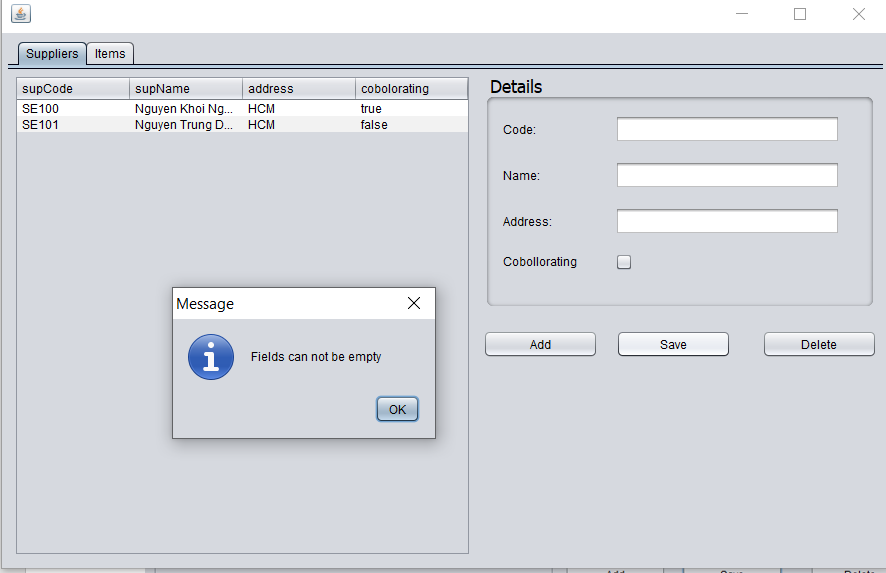 Suppliers Items
supCode supName address cobolorating
SE100 Nguyen Khoi Ng... HCM true
SE101 Nguyen Trung D... HCM false
Details
Code:
Name:
Address:
Cobollorating
Add Save Delete
Message
Fields can not be empty
OK